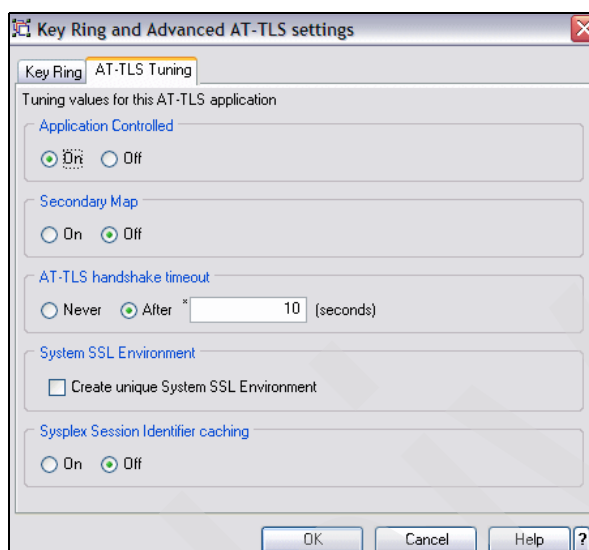 Key Ring and Advanced AT-TLS settings
Key Ring AT-TLS Tuning
Tuning values for this AT-TLS application
Application Controlled
On Off
Secondary Map
On Off
AT-TLS handshake timeout
Never After * 10 (seconds)
System SSL Environment
Create unique System SSL Environment
Sysplex Session Identifier caching
On Off
OK Cancel Help ?